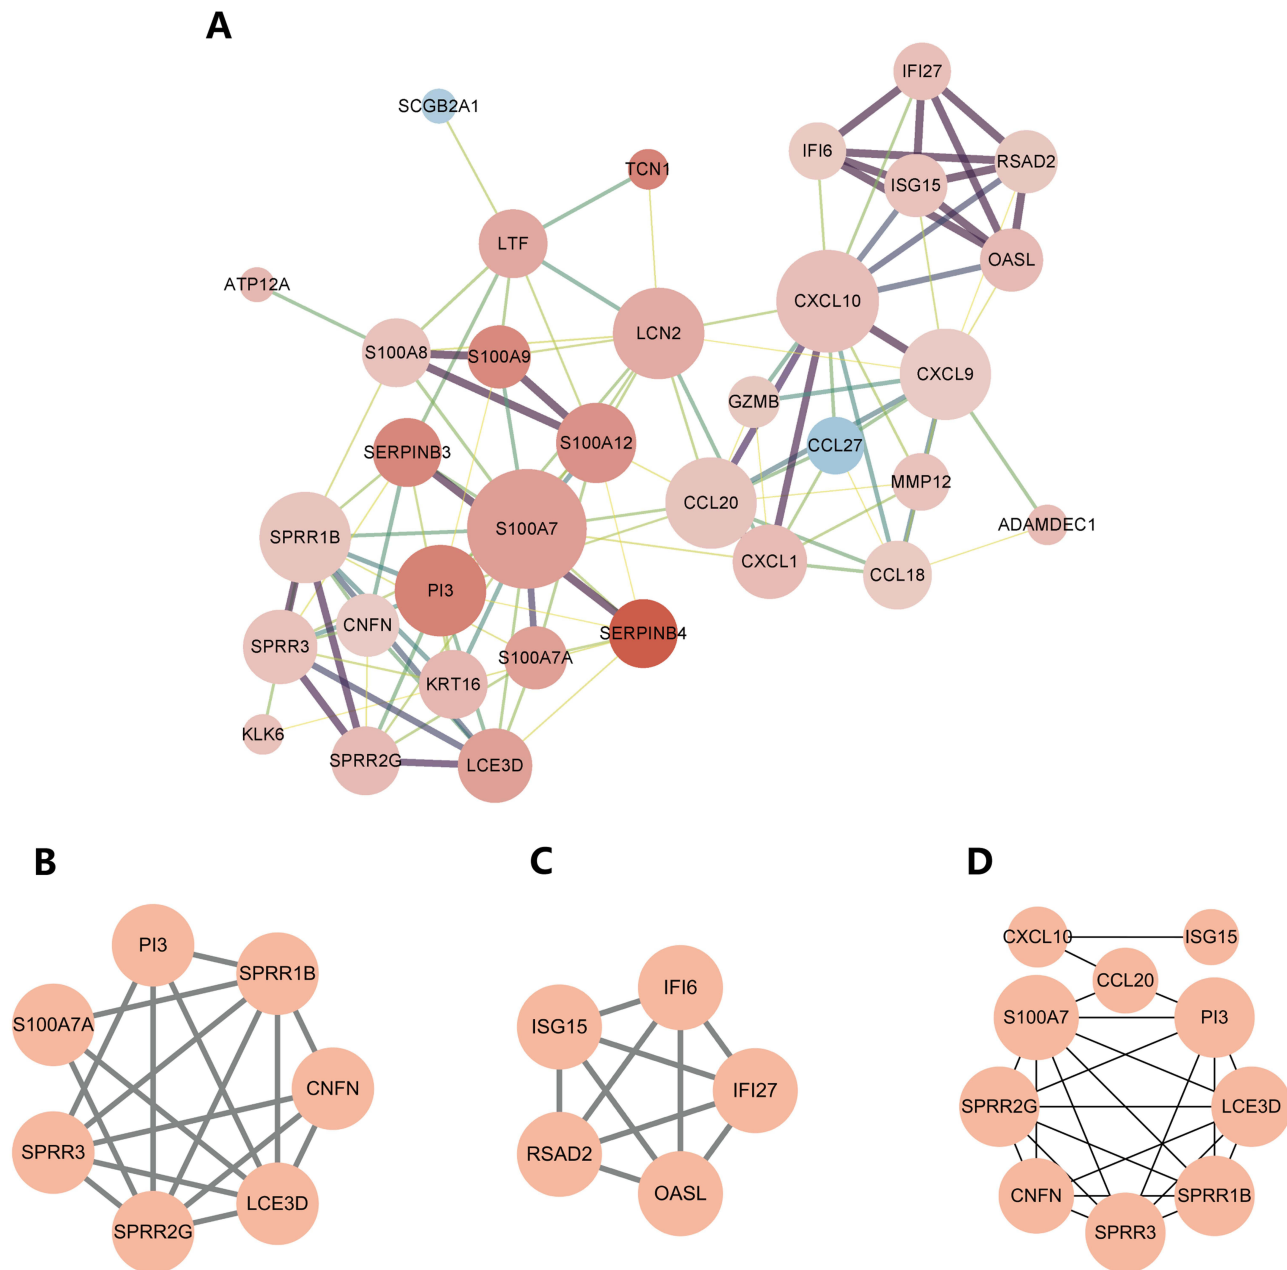 A
IFI27
SCGB2A1
IFI6
RSAD2
TCN1
ISG15
LTF
OASL
ATP12A
CXCL10
LCN2
S100A8
S100A9
CXCL9
GZMB
S100A12
CCL27
SERPINB3
MMP12
CCL20
S100A7
ADAMDEC1
SPRR1B
CXCL1
CCL18
PI3
CNFN
SERPINB4
SPRR3
S100A7A
KRT16
KLK6
SPRR2G
LCE3D
B
PI3
SPRR1B
S100A7A
CNFN
SPRR3
LCE3D
SPRR2G
C
IFI6
ISG15
IFI27
RSAD2
OASL
D
CXCL10
ISG15
CCL20
S100A7
PI3
SPRR2G
LCE3D
CNFN
SPRR1B
SPRR3